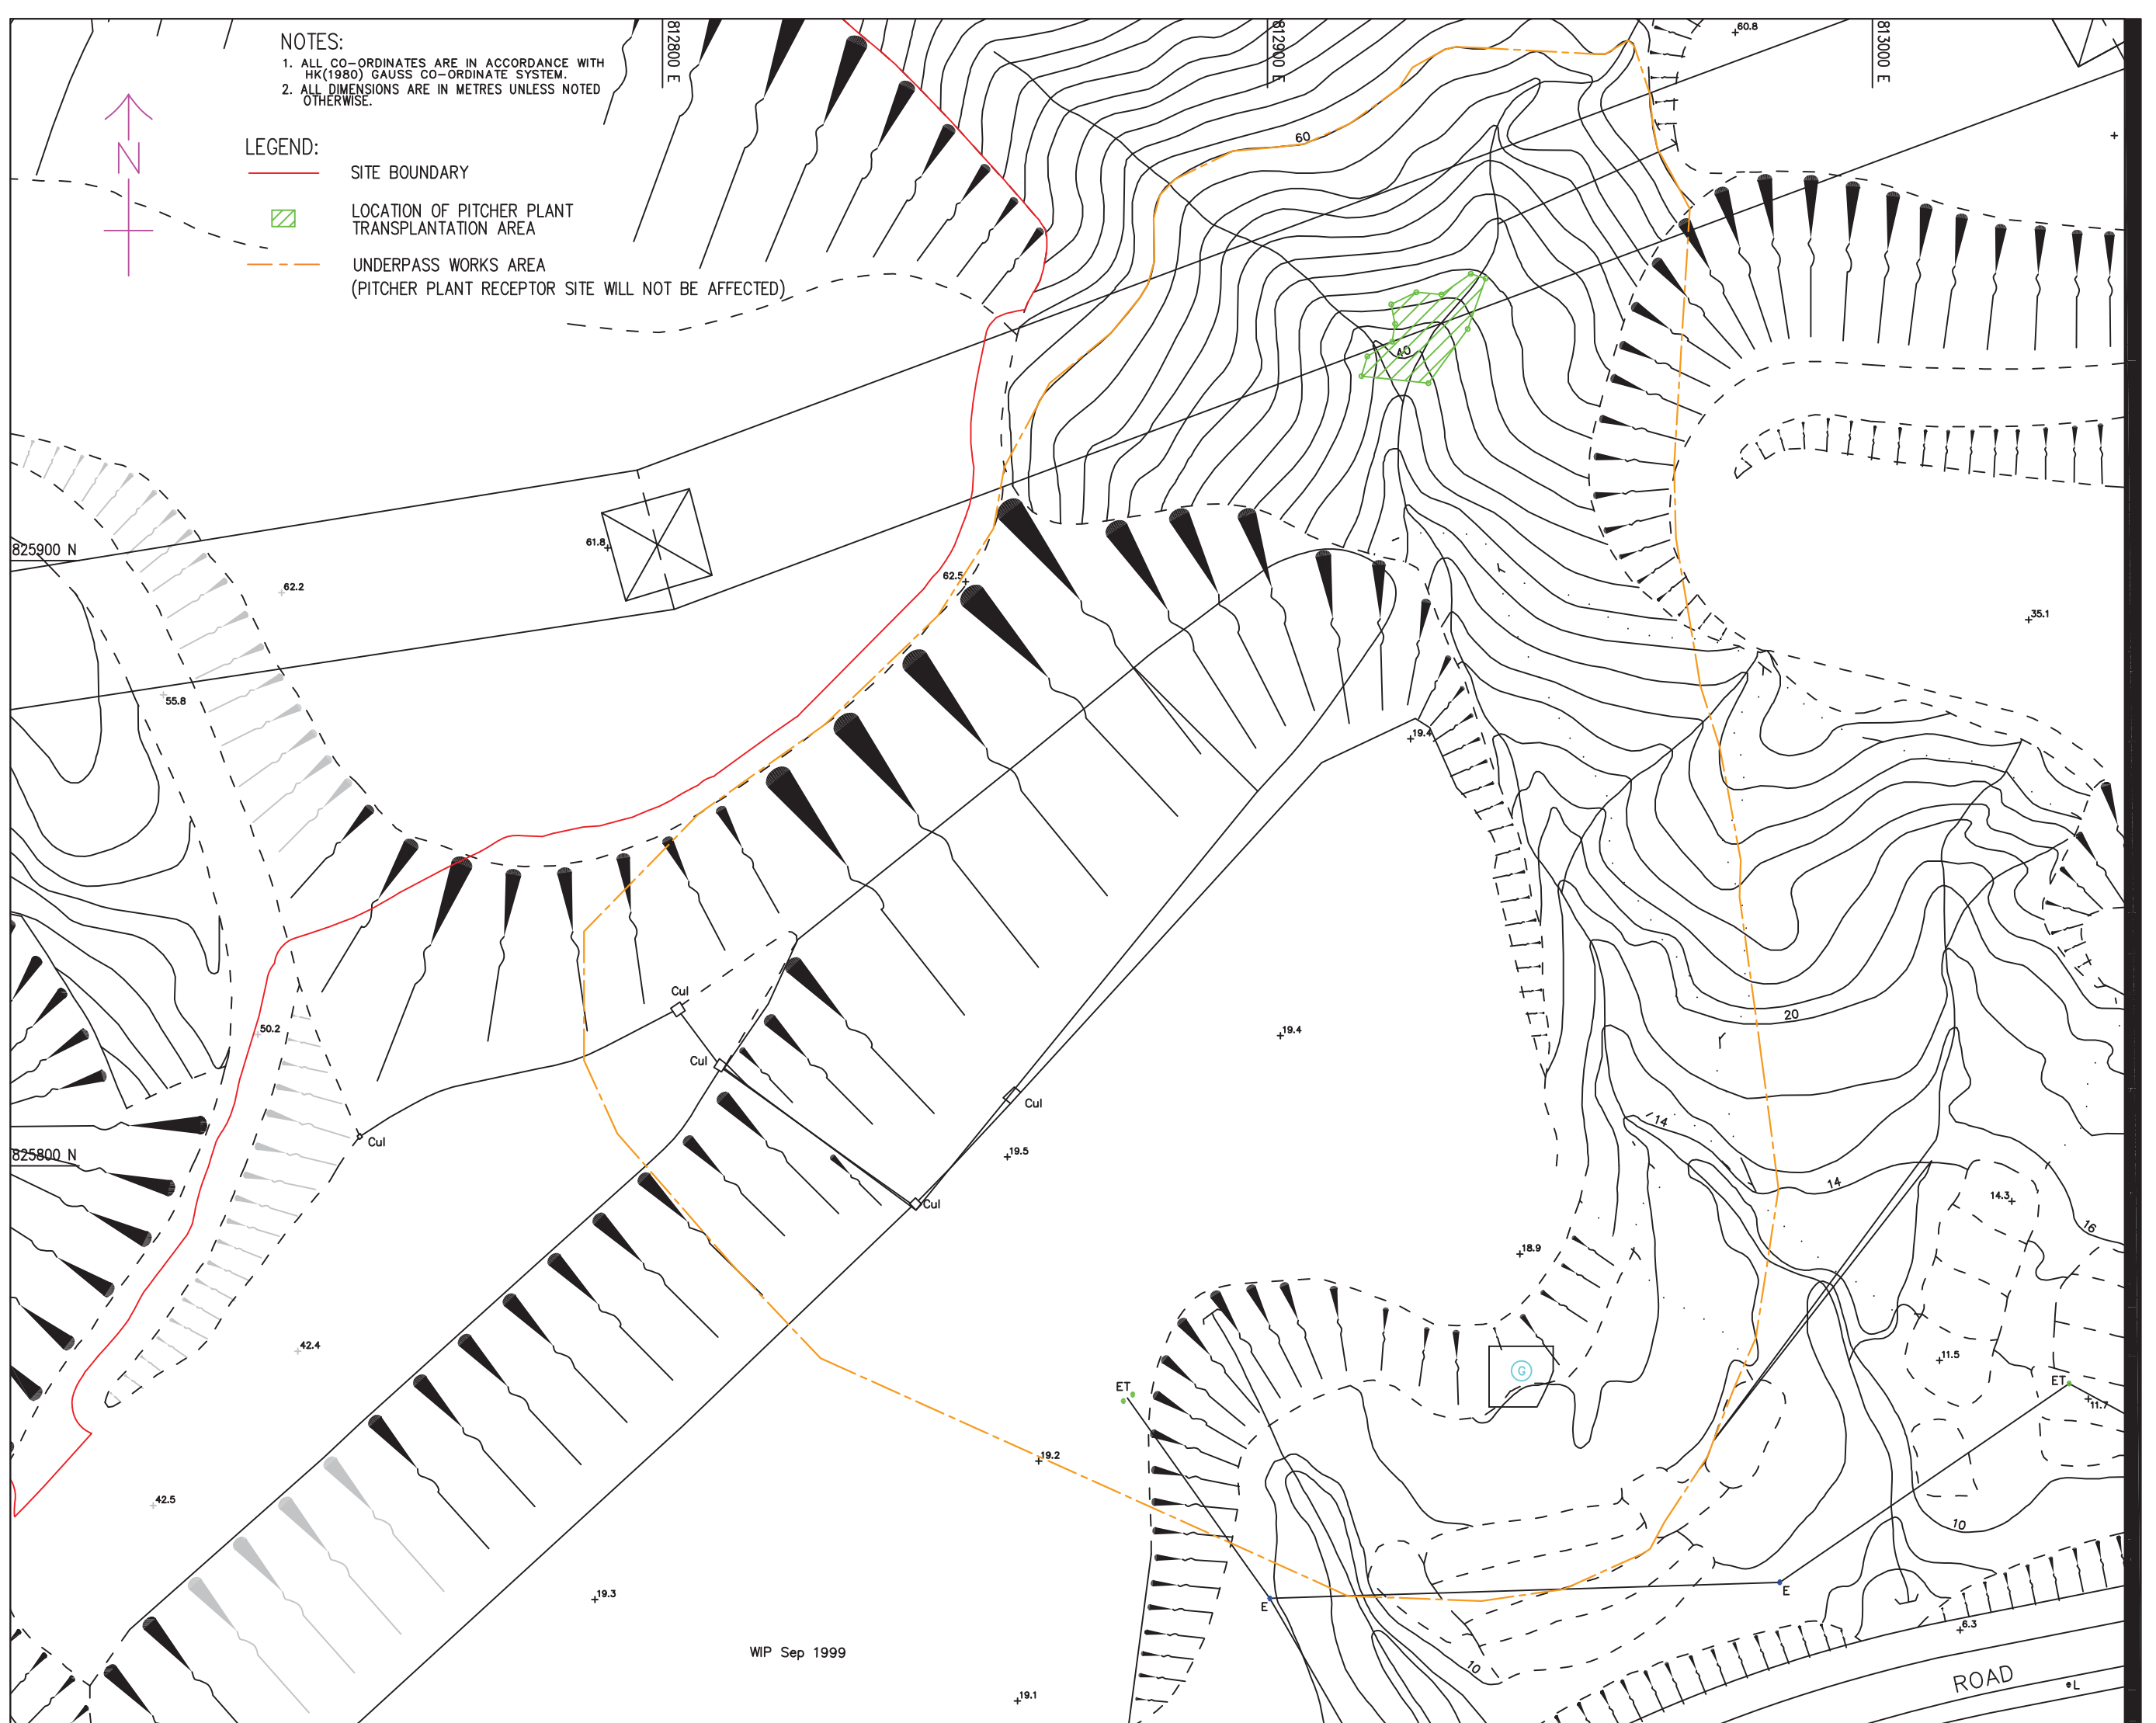 NOTES:
1. ALL CO-ORDINATES ARE IN ACCORDANCE WITH
HK(1980) GAUSS CO-ORDINATE SYSTEM.
2. ALL DIMENSIONS ARE IN METRES UNLESS NOTED
OTHERWISE.
N
LEGEND:
SITE BOUNDARY
LOCATION OF PITCHER PLANT
TRANSPLANTATION AREA
UNDERPASS WORKS AREA
(PITCHER PLANT RECEPTOR SITE WILL NOT BE AFFECTED)
812800 E
812900 E
813000 E
60.8
60
40
825900 N
61.8
62.5
62.2
35.1
55.8
19.4
Cul
20
50.2
19.4
Cul
Cul
14
Cul
825800 N
19.5
14
14.3
Cul
16
18.9
42.4
11.5
G
ET
ET
11.7
19.2
42.5
10
E
19.3
E
6.3
WIP Sep 1999
10
ROAD
L
19.1